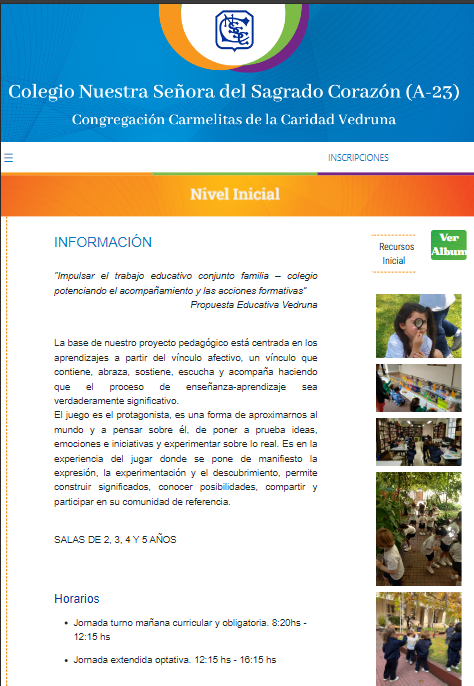 Colegio Nuestra Señora del Sagrado Corazón (A-23)
Congregación Carmelitas de la Caridad Vedruna
INSCRIPCIONES
Nivel Inicial
INFORMACIÓN
"Impulsar el trabajo educativo conjunto familia – colegio
potenciando el acompañamiento y las acciones formativas"
Propuesta Educativa Vedruna
La base de nuestro proyecto pedagógico está centrada en los
aprendizajes a partir del vínculo afectivo, un vínculo que
contiene, abraza, sostiene, escucha y acompaña haciendo
que el proceso de enseñanza-aprendizaje sea
verdaderamente significativo.
El juego es el protagonista, es una forma de aproximarnos al
mundo y a pensar sobre él, de poner a prueba ideas,
emociones e iniciativas y experimentar sobre lo real. Es en la
experiencia del jugar donde se pone de manifiesto la
expresión, la experimentación y el descubrimiento, permite
construir significados, conocer posibilidades, compartir y
participar en su comunidad de referencia.
SALAS DE 2, 3, 4 Y 5 AÑOS
Horarios
Jornada turno mañana curricular y obligatoria. 8:20hs -
12:15 hs
Jornada extendida optativa. 12:15 hs - 16:15 hs
Recursos
Inicial
Ver
Album